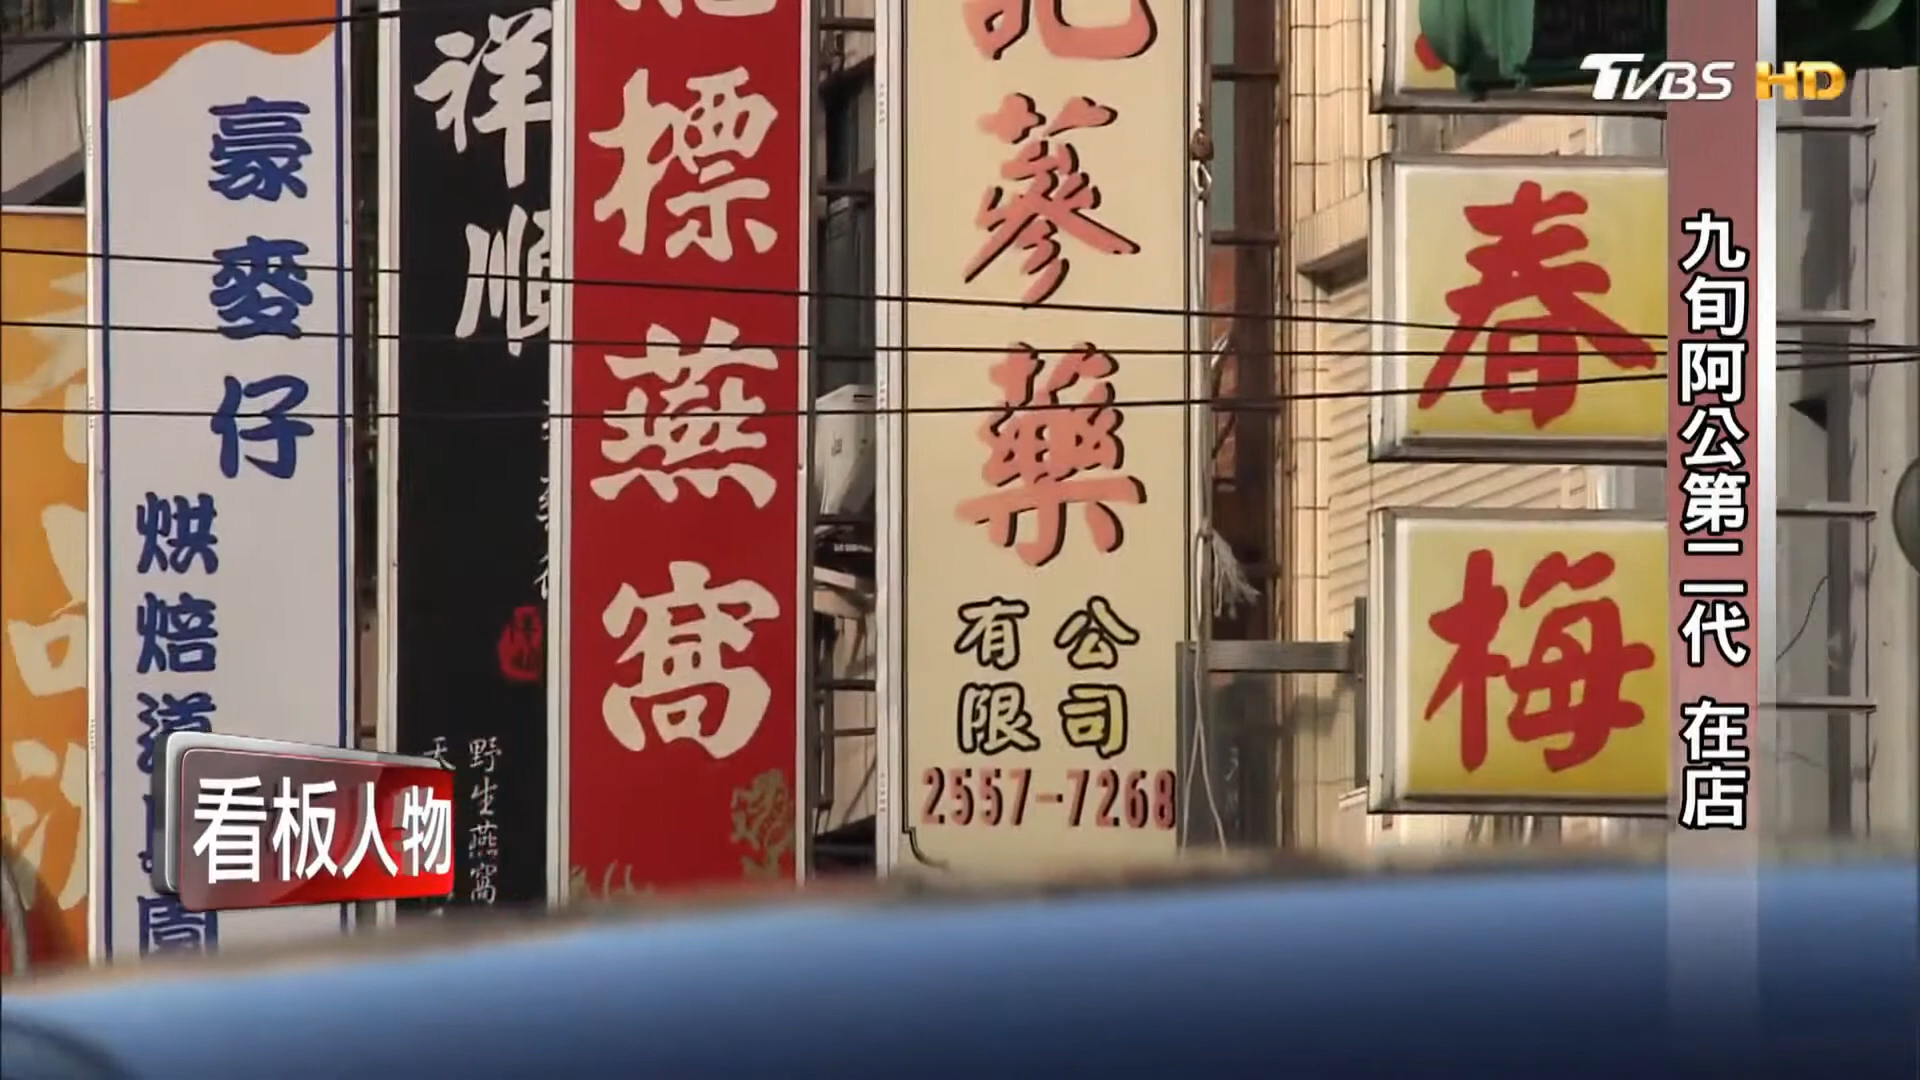 TVBS HD
九旬阿公第二代 在店
春梅
記蔘藥
有限公司
2557-7268
標燕窩
祥順
野生燕窩
豪麥仔
烘焙
看板人物